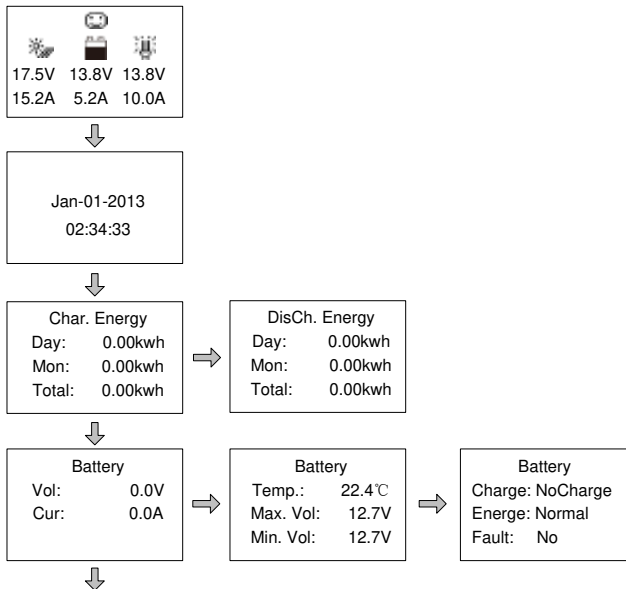 17.5V 13.8V 13.8V
15.2A 5.2A 10.0A
Jan-01-2013
02:34:33
Char. Energy
Day: 0.00kwh
Mon: 0.00kwh
Total: 0.00kwh
DisCh. Energy
Day: 0.00kwh
Mon: 0.00kwh
Total: 0.00kwh
Battery
Vol: 0.0V
Cur: 0.0A
Battery
Temp.: 22.4℃
Max. Vol: 12.7V
Min. Vol: 12.7V
Battery
Charge: NoCharge
Energe: Normal
Fault: No